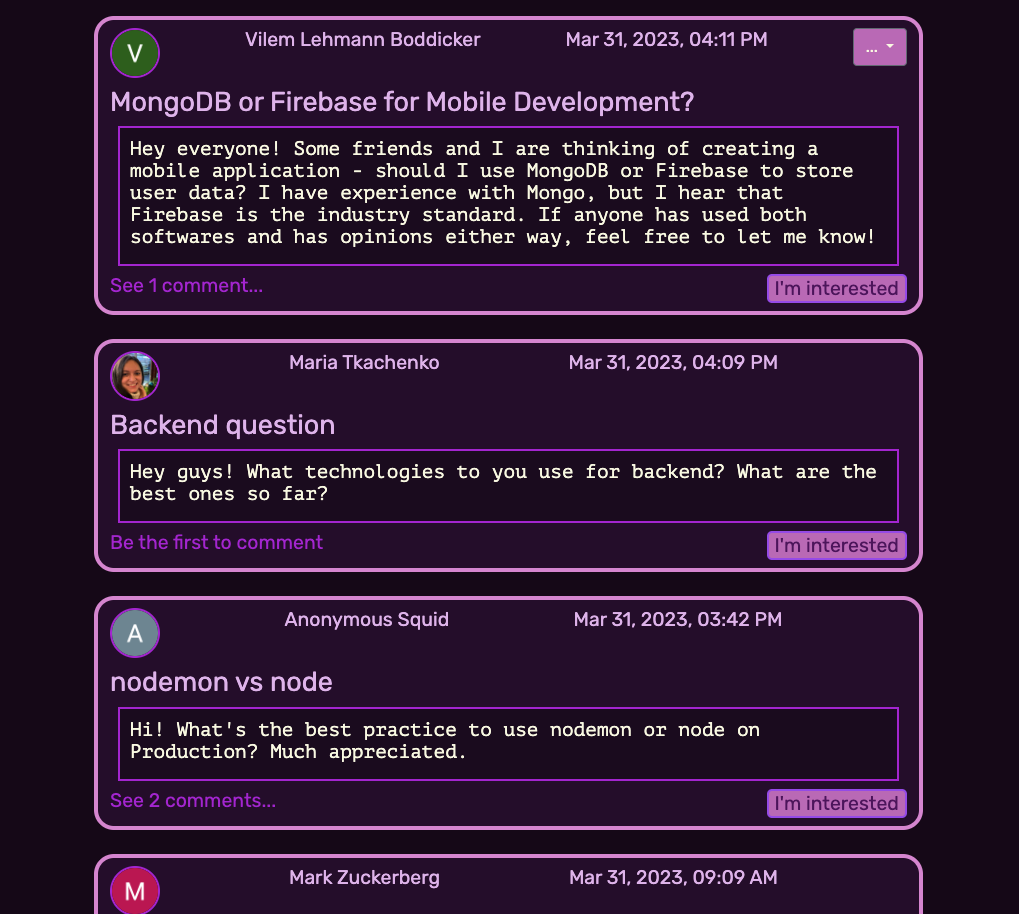 V
Vilem Lehmann Boddicker
Mar 31, 2023, 04:11 PM
...
MongoDB or Firebase for Mobile Development?
Hey everyone! Some friends and I are thinking of creating a
mobile application - should I use MongoDB or Firebase to store
user data? I have experience with Mongo, but I hear that
Firebase is the industry standard. If anyone has used both
softwares and has opinions either way, feel free to let me know!
See 1 comment...
I'm interested
Maria Tkachenko
Mar 31, 2023, 04:09 PM
Backend question
Hey guys! What technologies to you use for backend? What are the
best ones so far?
Be the first to comment
I'm interested
A
Anonymous Squid
Mar 31, 2023, 03:42 PM
nodemon vs node
Hi! What's the best practice to use nodemon or node on
Production? Much appreciated.
See 2 comments...
I'm interested
M
Mark Zuckerberg
Mar 31, 2023, 09:09 AM